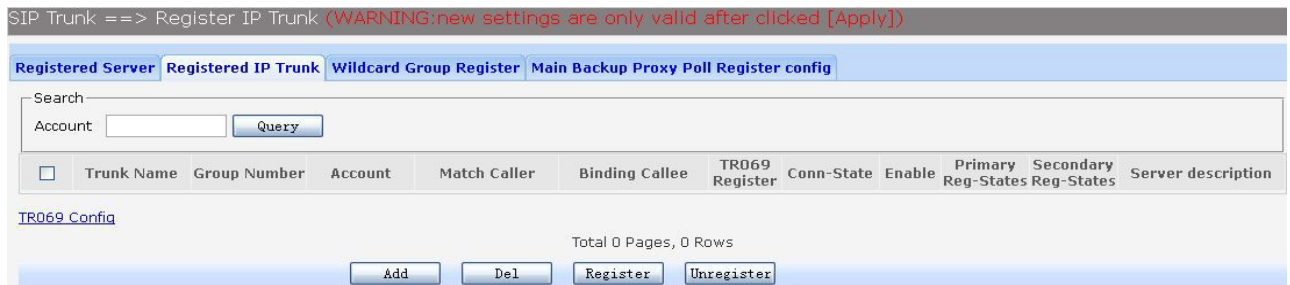 SIP Trunk ==> Register IP Trunk (WARNING:new settings are only valid after clicked [Apply])
Registered Server Registered IP Trunk Wildcard Group Register Main Backup Proxy Poll Register config
Search
Account Query
Trunk Name Group Number Account Match Caller Binding Callee TR069 Register Conn-State Enable Primary Reg-States Secondary Reg-States Server description
TR069 Config
Total 0 Pages, 0 Rows
Add Del Register Unregister